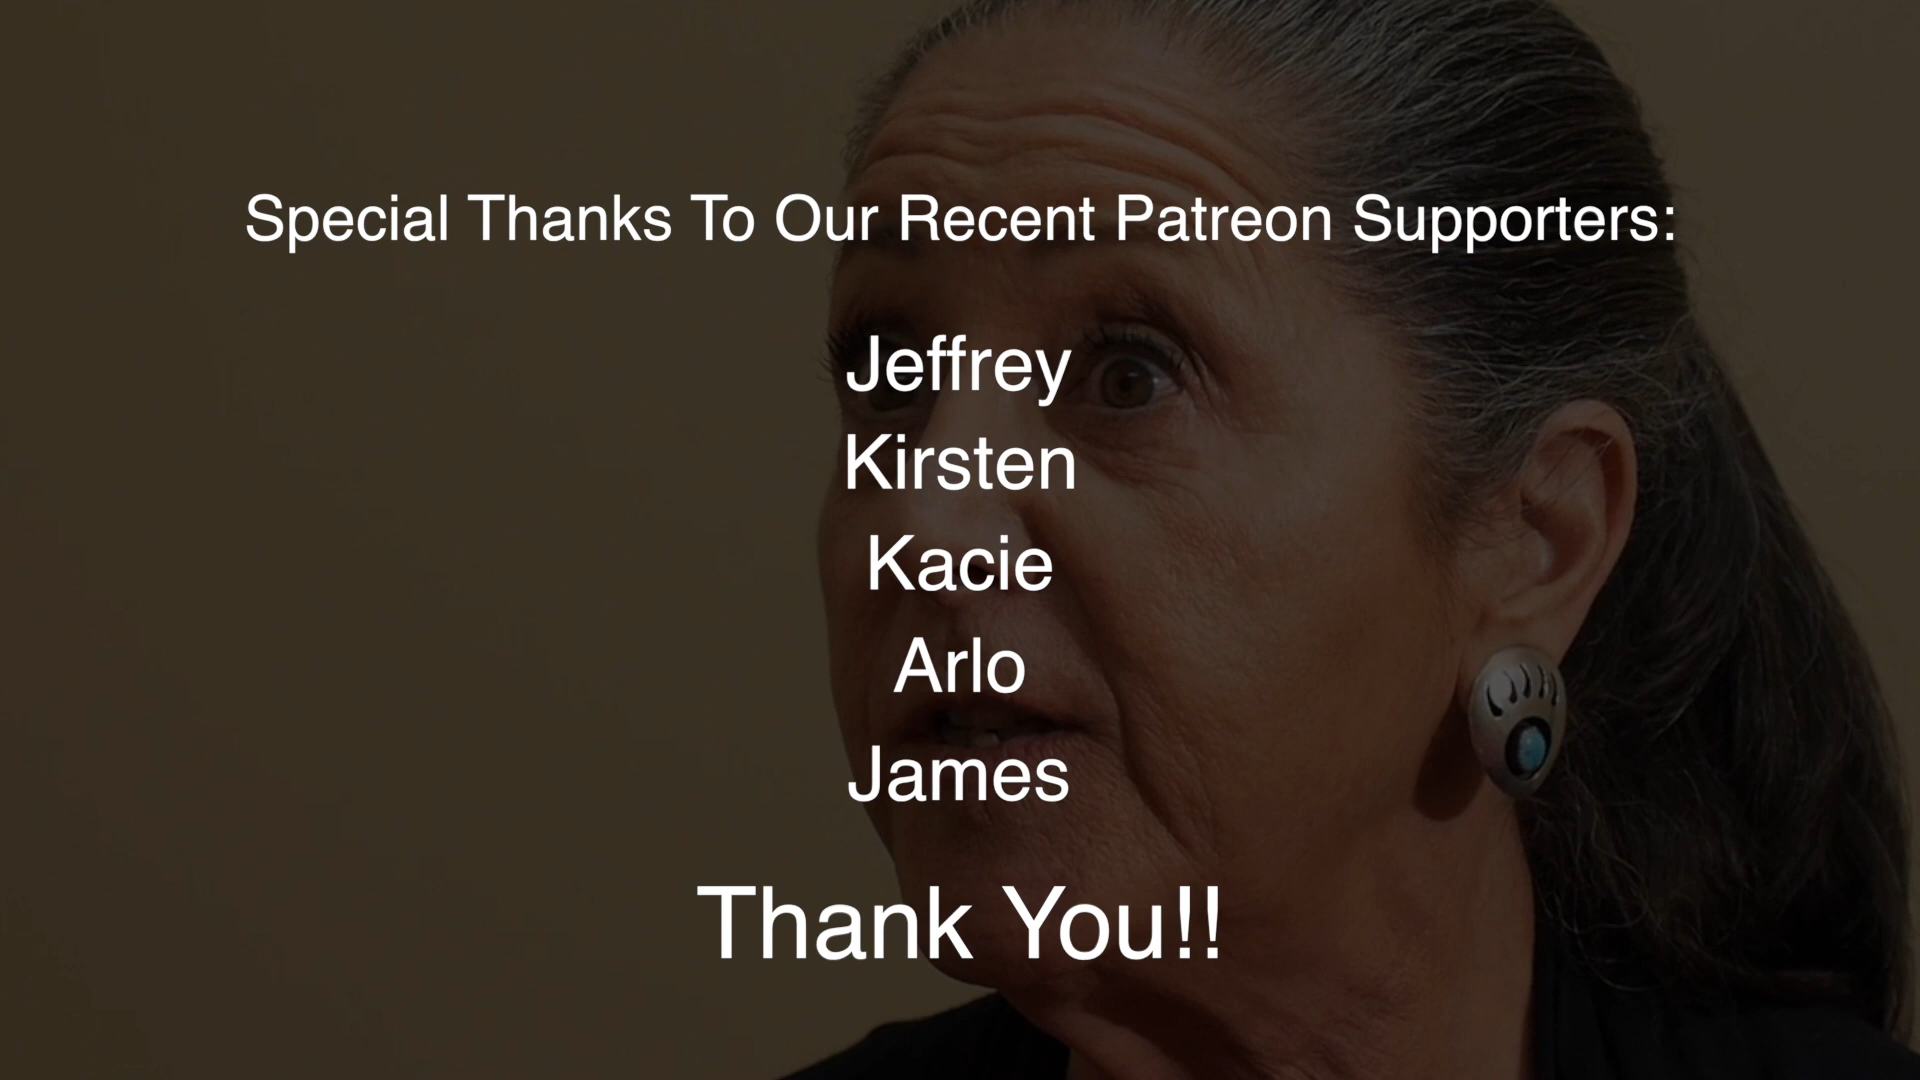 Special Thanks To Our Recent Patreon Supporters:
Jeffrey
Kirsten
Kacie
Arlo
James
Thank You!!